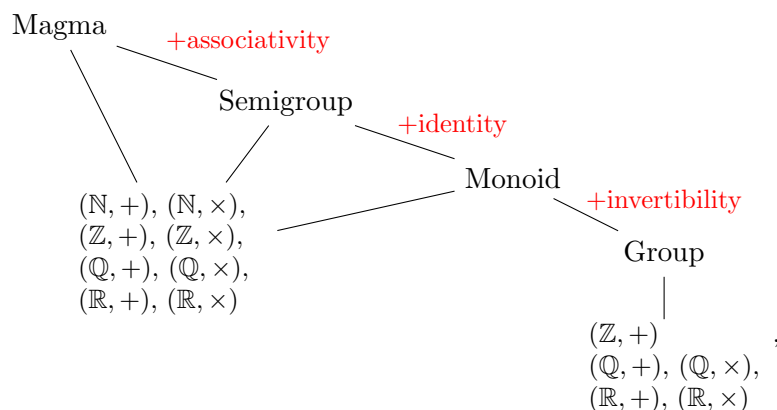 Magma
+associativity
Semigroup
+identity
Monoid
+invertibility
(ℕ, +), (ℕ, ×),
(ℤ, +), (ℤ, ×),
(ℚ, +), (ℚ, ×),
(ℝ, +), (ℝ, ×)
Group
(ℤ, +) ,
(ℚ, +), (ℚ, ×),
(ℝ, +), (ℝ, ×)